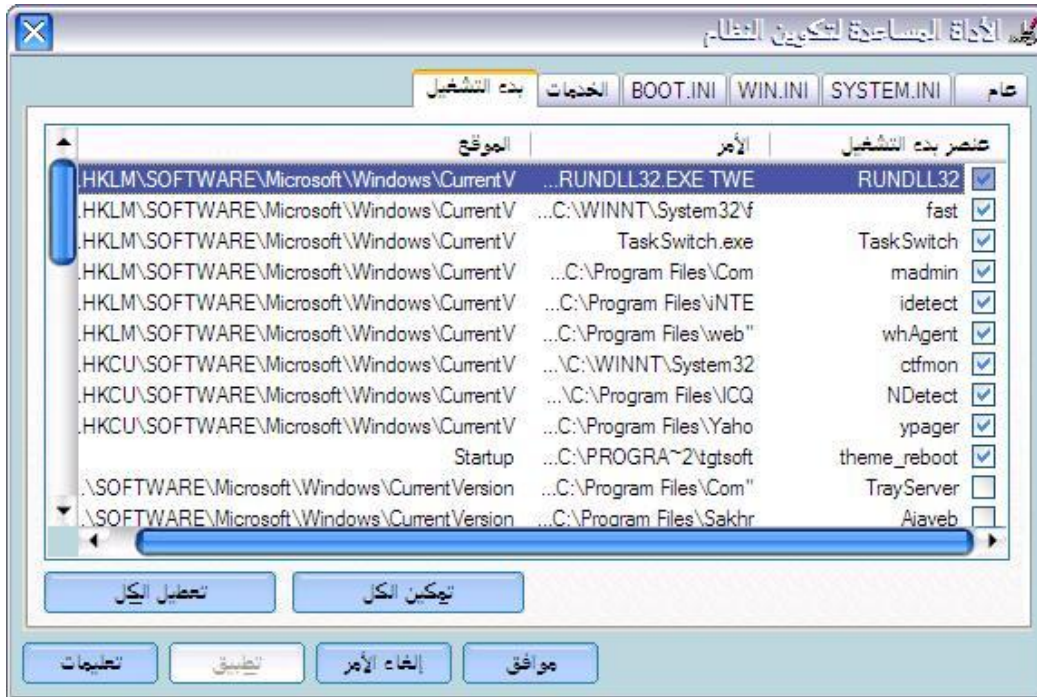 الأداة المساعدة لتكوين النظام
عام SYSTEM.INI WIN.INI BOOT.INI الخدمات بدء التشغيل
عنصر بدء التشغيل الأمر الموقع
RUNDLL32 RUNDLL32.EXE TWE... HKLM\SOFTWARE\Microsoft\Windows\CurrentV.
fast C:\WINNT\System32\f... HKLM\SOFTWARE\Microsoft\Windows\CurrentV.
TaskSwitch TaskSwitch.exe HKLM\SOFTWARE\Microsoft\Windows\CurrentV.
madmin C:\Program Files\Com... HKLM\SOFTWARE\Microsoft\Windows\CurrentV.
idetect C:\Program Files\iNTE... HKLM\SOFTWARE\Microsoft\Windows\CurrentV.
whAgent "C:\Program Files\web... HKLM\SOFTWARE\Microsoft\Windows\CurrentV.
ctfmon C:\WINNT\System32\... HKCU\SOFTWARE\Microsoft\Windows\CurrentV.
NDetect C:\Program Files\ICQ\... HKCU\SOFTWARE\Microsoft\Windows\CurrentV.
ypager C:\Program Files\Yaho... HKCU\SOFTWARE\Microsoft\Windows\CurrentV.
theme_reboot C:\PROGRA~2\tgtsoft... Startup
TrayServer "C:\Program Files\Com... SOFTWARE\Microsoft\Windows\CurrentVersion\.
Ajaveb C:\Program Files\Sakhr... SOFTWARE\Microsoft\Windows\CurrentVersion\.
تمكين الكل تعطيل الكل
موافق إلغاء الأمر تطبيق تعليمات